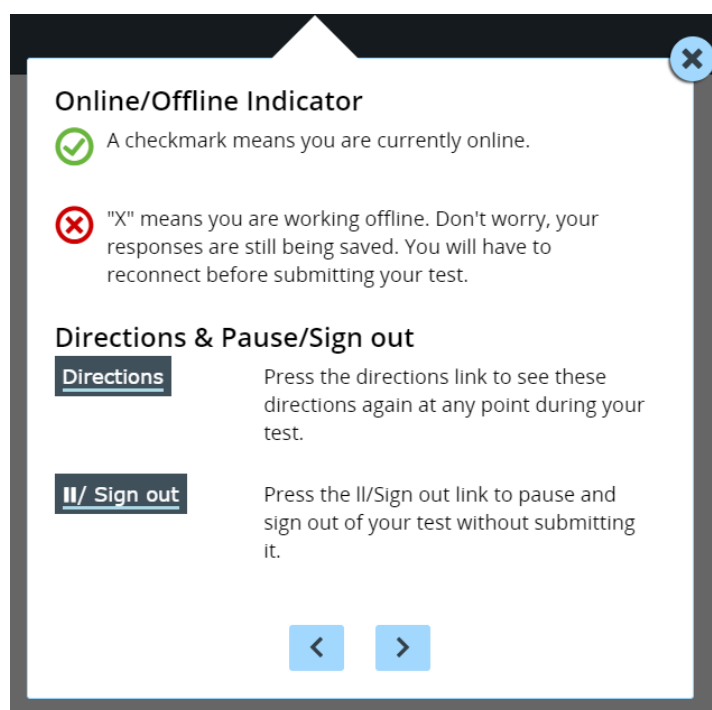 Online/Offline Indicator
A checkmark means you are currently online.
"X" means you are working offline. Don't worry, your
responses are still being saved. You will have to
reconnect before submitting your test.
Directions & Pause/Sign out
Directions
Press the directions link to see these
directions again at any point during your
test.
II/ Sign out
Press the ll/Sign out link to pause and
sign out of your test without submitting
it.